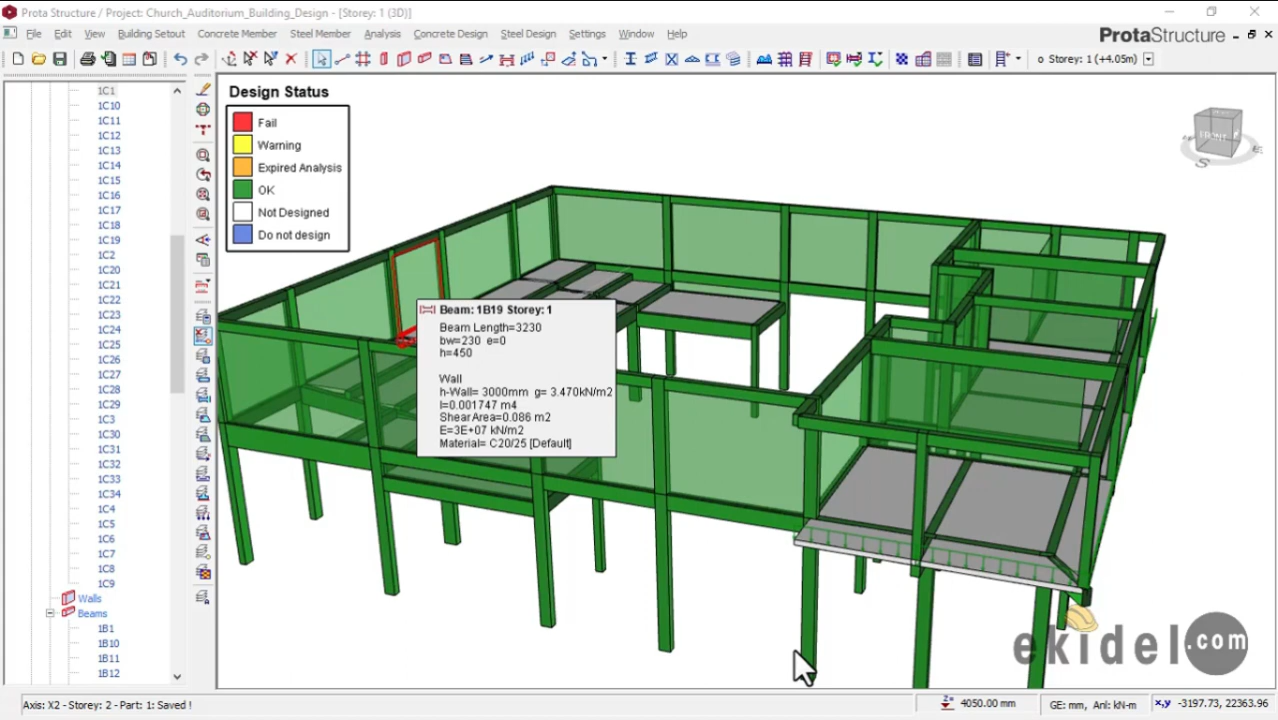 Prota Structure / Project: Church_Auditorium_Building_Design - [Storey: 1 (3D)]
File Edit View Building Setout Concrete Member Steel Member Analysis Concrete Design Steel Design Settings Window Help
ProtaStructure
o Storey: 1 (+4.05m)
1C1
1C10
1C11
1C12
1C13
1C14
1C15
1C16
1C17
1C18
1C19
1C2
1C20
1C21
1C22
1C23
1C24
1C25
1C26
1C27
1C28
1C29
1C3
1C30
1C31
1C32
1C33
1C34
1C4
1C5
1C6
1C7
1C8
1C9
Walls
Beams
1B1
1B10
1B11
1B12
Design Status
Fail
Warning
Expired Analysis
OK
Not Designed
Do not design
FRONT
S
E
Beam: 1B19 Storey: 1
Beam Length=3230
bw=230 e=0
h=450
Wall
h-Wall= 3000mm g= 3.470kN/m2
I=0.001747 m4
Shear Area=0.086 m2
E=3E+07 kN/m2
Material= C20/25 [Default]
ekidel.com
Axis: X2 - Storey: 2 - Part: 1: Saved !
4050.00 mm
GE: mm, Anl: kN-m
x,y -3197.73, 22363.96